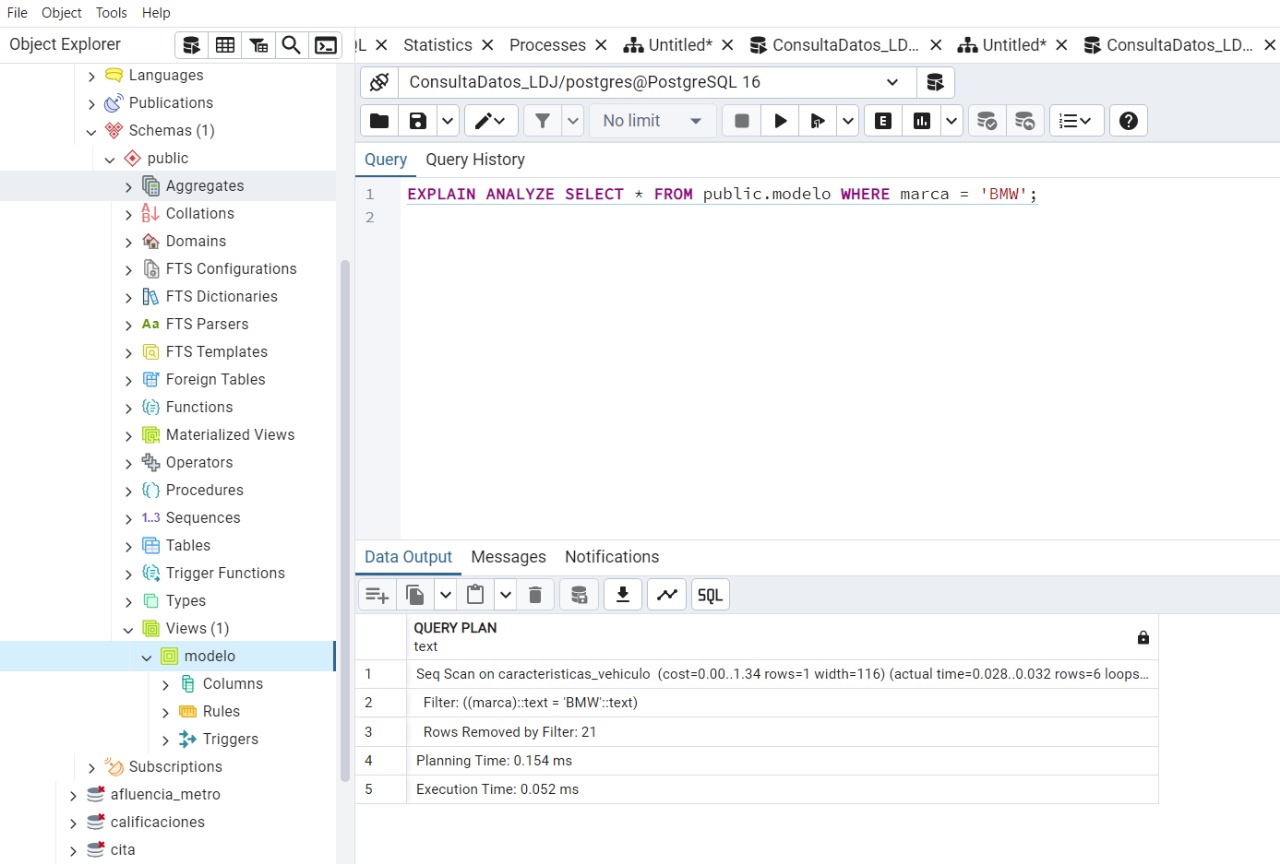 File Object Tools Help
Object Explorer
L Statistics Processes Untitled* ConsultaDatos_LD... Untitled* ConsultaDatos_LD...
Languages
Publications
Schemas (1)
public
Aggregates
Collations
Domains
FTS Configurations
FTS Dictionaries
Aa FTS Parsers
FTS Templates
Foreign Tables
Functions
Materialized Views
Operators
Procedures
1..3 Sequences
Tables
Trigger Functions
Types
Views (1)
modelo
Columns
Rules
Triggers
Subscriptions
afluencia_metro
calificaciones
cita
ConsultaDatos_LDJ/postgres@PostgreSQL 16
No limit E
Query Query History
1 EXPLAIN ANALYZE SELECT * FROM public.modelo WHERE marca = 'BMW';
2
Data Output Messages Notifications
SQL
QUERY PLAN
text
1 Seq Scan on caracteristicas_vehiculo (cost=0.00..1.34 rows=1 width=116) (actual time=0.028..0.032 rows=6 loops...
2 Filter: ((marca)::text = 'BMW'::text)
3 Rows Removed by Filter: 21
4 Planning Time: 0.154 ms
5 Execution Time: 0.052 ms